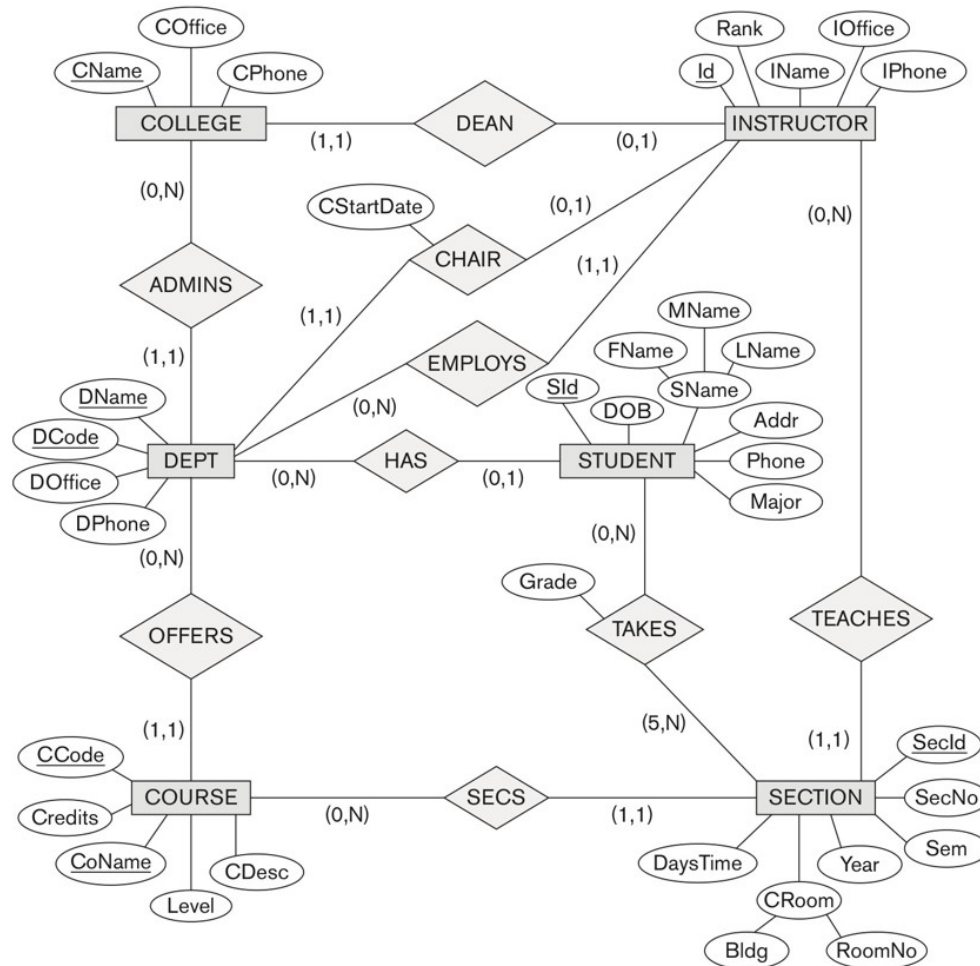 COffice
Rank
IOffice
CName
CPhone
Id
IName
IPhone
COLLEGE
DEAN
INSTRUCTOR
(1,1)
(0,1)
(0,N)
CStartDate
(0,1)
(0,N)
CHAIR
ADMINS
(1,1)
(1,1)
MName
(1,1)
EMPLOYS
FName
LName
DName
(0,N)
SId
SName
DCode
DOB
Addr
DEPT
HAS
STUDENT
Phone
DOffice
(0,N)
(0,1)
Major
DPhone
(0,N)
(0,N)
Grade
OFFERS
TAKES
TEACHES
(1,1)
(5,N)
(1,1)
CCode
SecId
COURSE
SECS
SECTION
SecNo
Credits
(0,N)
(1,1)
CoName
CDesc
DaysTime
Year
Sem
Level
CRoom
Bldg
RoomNo